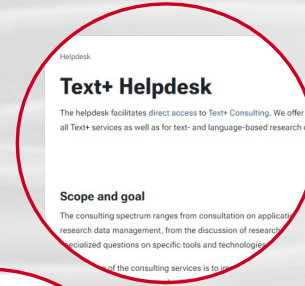 Helpdesk
Text+ Helpdesk
The helpdesk facilitates direct access to Text+ Consulting. We offer
all Text+ services as well as for text- and language-based research
Scope and goal
The consulting spectrum ranges from consultation on
research data management, from the discussion of
specialized questions on specific tools and technologies
of the consulting services is to